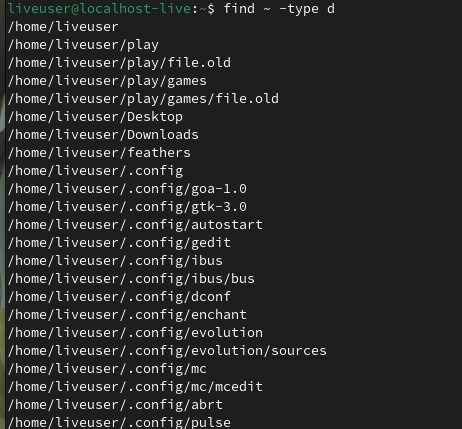 liveuser@localhost-live:~$ find ~ -type d
/home/liveuser
/home/liveuser/play
/home/liveuser/play/file.old
/home/liveuser/play/games
/home/liveuser/play/games/file.old
/home/liveuser/Desktop
/home/liveuser/Downloads
/home/liveuser/feathers
/home/liveuser/.config
/home/liveuser/.config/goa-1.0
/home/liveuser/.config/gtk-3.0
/home/liveuser/.config/autostart
/home/liveuser/.config/gedit
/home/liveuser/.config/ibus
/home/liveuser/.config/ibus/bus
/home/liveuser/.config/dconf
/home/liveuser/.config/enchant
/home/liveuser/.config/evolution
/home/liveuser/.config/evolution/sources
/home/liveuser/.config/mc
/home/liveuser/.config/mc/mcedit
/home/liveuser/.config/abrt
/home/liveuser/.config/pulse